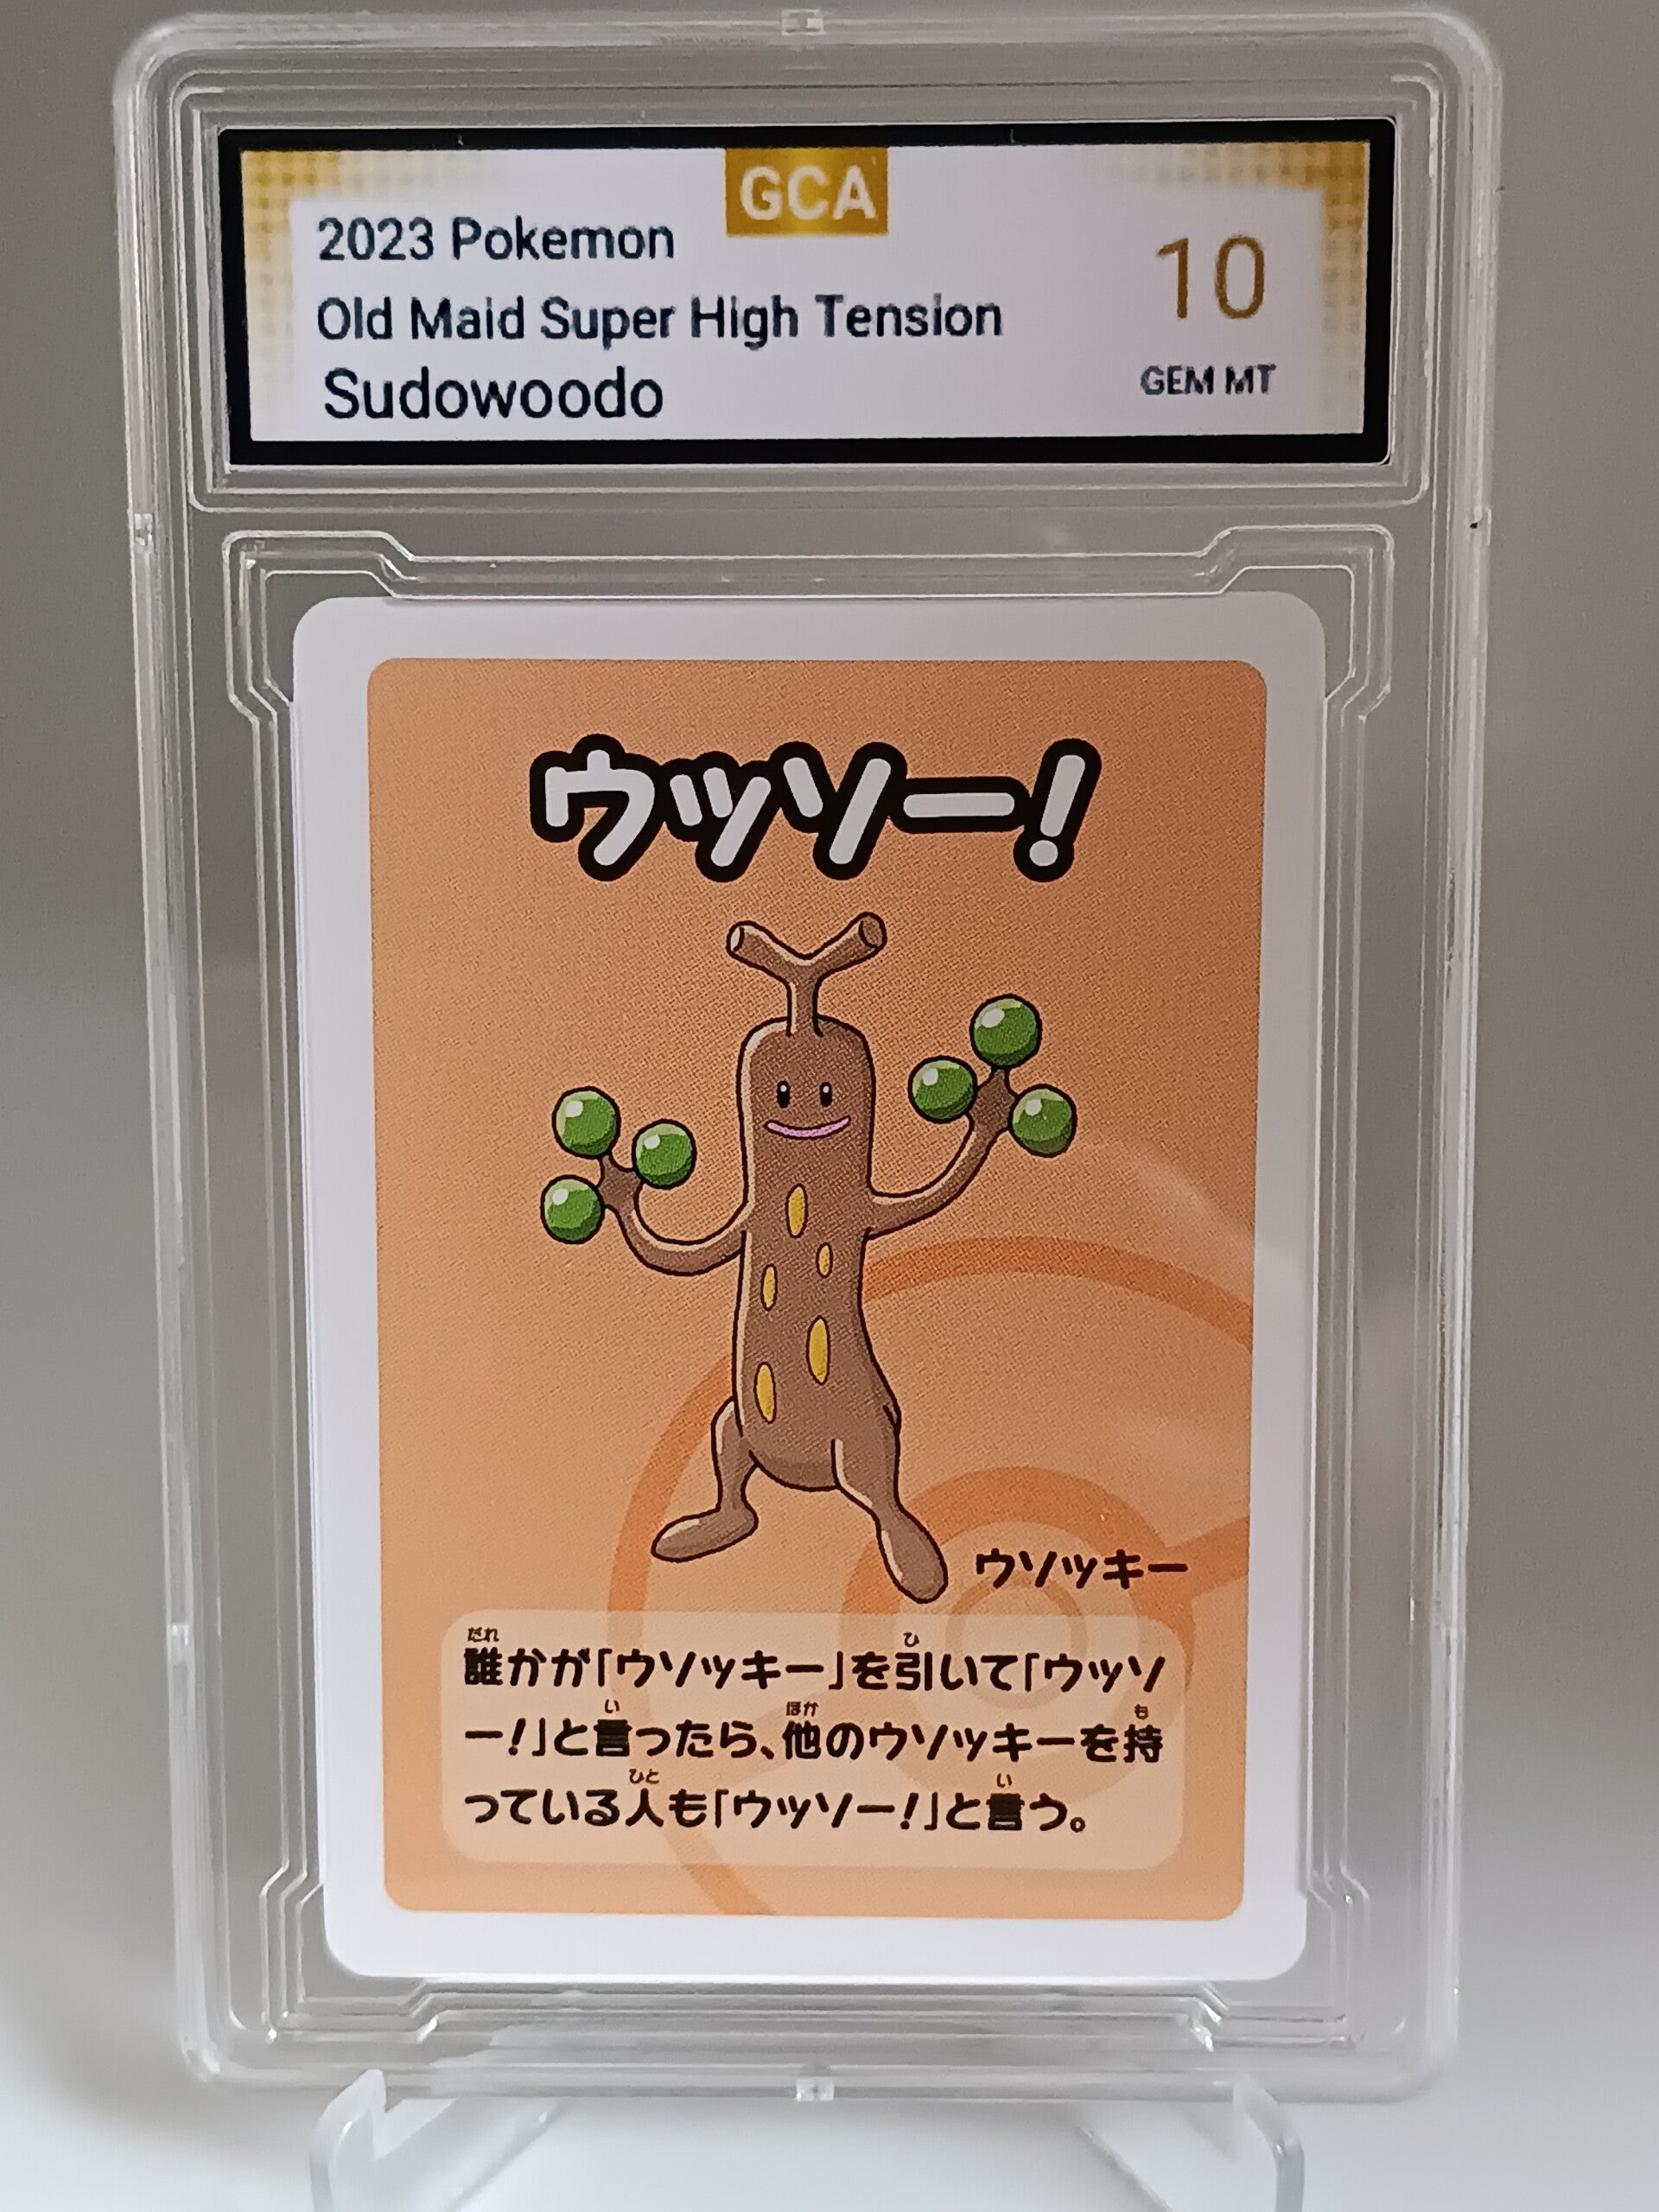 GCA
2023 Pokemon
Old Maid Super High Tension
Sudowoodo
10
GEM MT
ウッソー!
ウソッキー
だれ ひ
誰かが「ウソッキー」を引いて「ウッソ
い ほか も
ー!」と言ったら、他のウソッキーを持
ひと い
っている人も「ウッソー!」と言う。